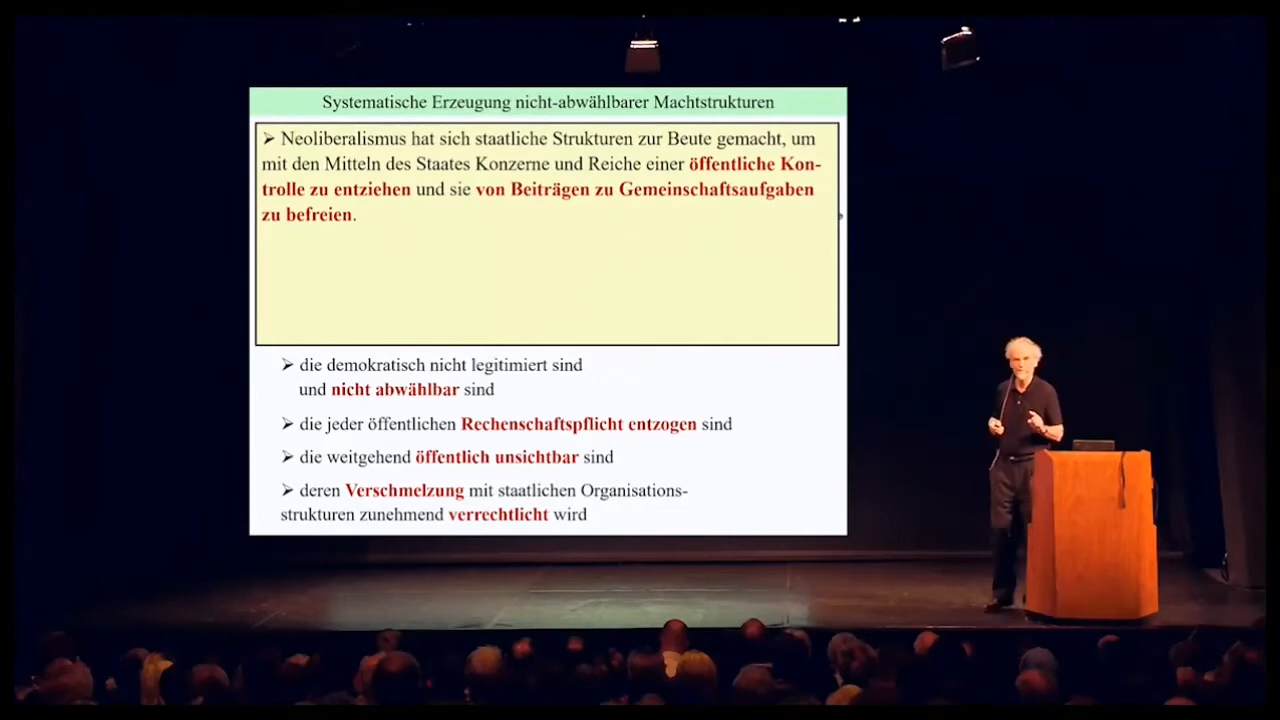 Systematische Erzeugung nicht-abwählbarer Machtstrukturen
➢ Neoliberalismus hat sich staatliche Strukturen zur Beute gemacht, um
mit den Mitteln des Staates Konzerne und Reiche einer öffentliche Kon-
trolle zu entziehen und sie von Beiträgen zu Gemeinschaftsaufgaben
zu befreien.
➢ die demokratisch nicht legitimiert sind
und nicht abwählbar sind
➢ die jeder öffentlichen Rechenschaftspflicht entzogen sind
➢ die weitgehend öffentlich unsichtbar sind
➢ deren Verschmelzung mit staatlichen Organisations-
strukturen zunehmend verrechtlicht wird